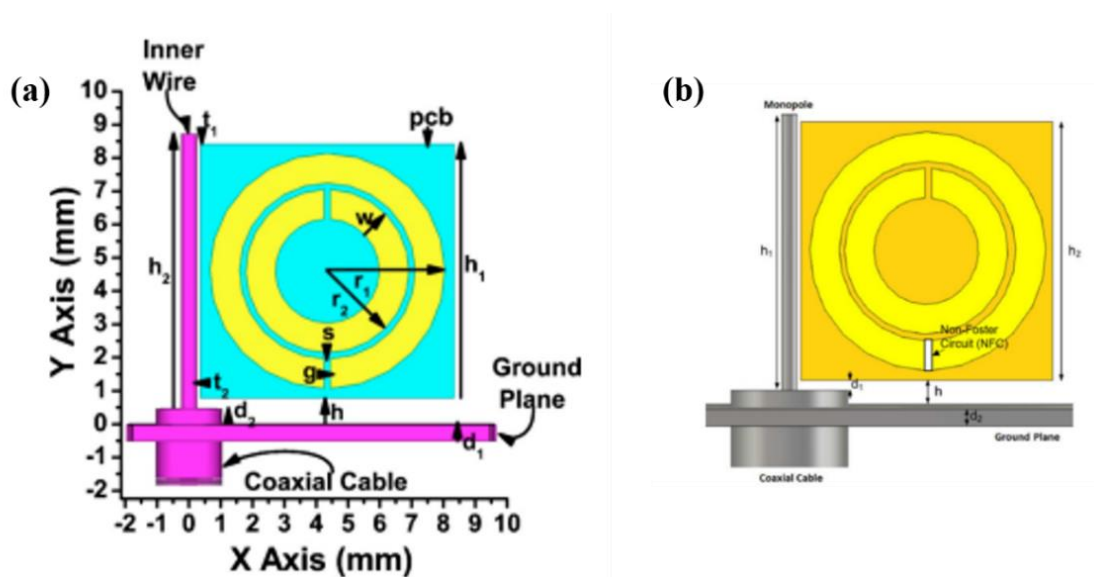 (a)
Inner
Wire
t1
pcb
10
9
8
7
6
5
4
3
2
1
0
-1
-2
Y Axis (mm)
h2
w
r1
r2
h1
s
g
t2
d2
h
d1
Ground
Plane
Coaxial Cable
-2 -1 0 1 2 3 4 5 6 7 8 9 10
X Axis (mm)
(b)
Monopole
h1
h2
Non-Foster
Circuit (NFC)
d1
h
d2
Ground Plane
Coaxial Cable